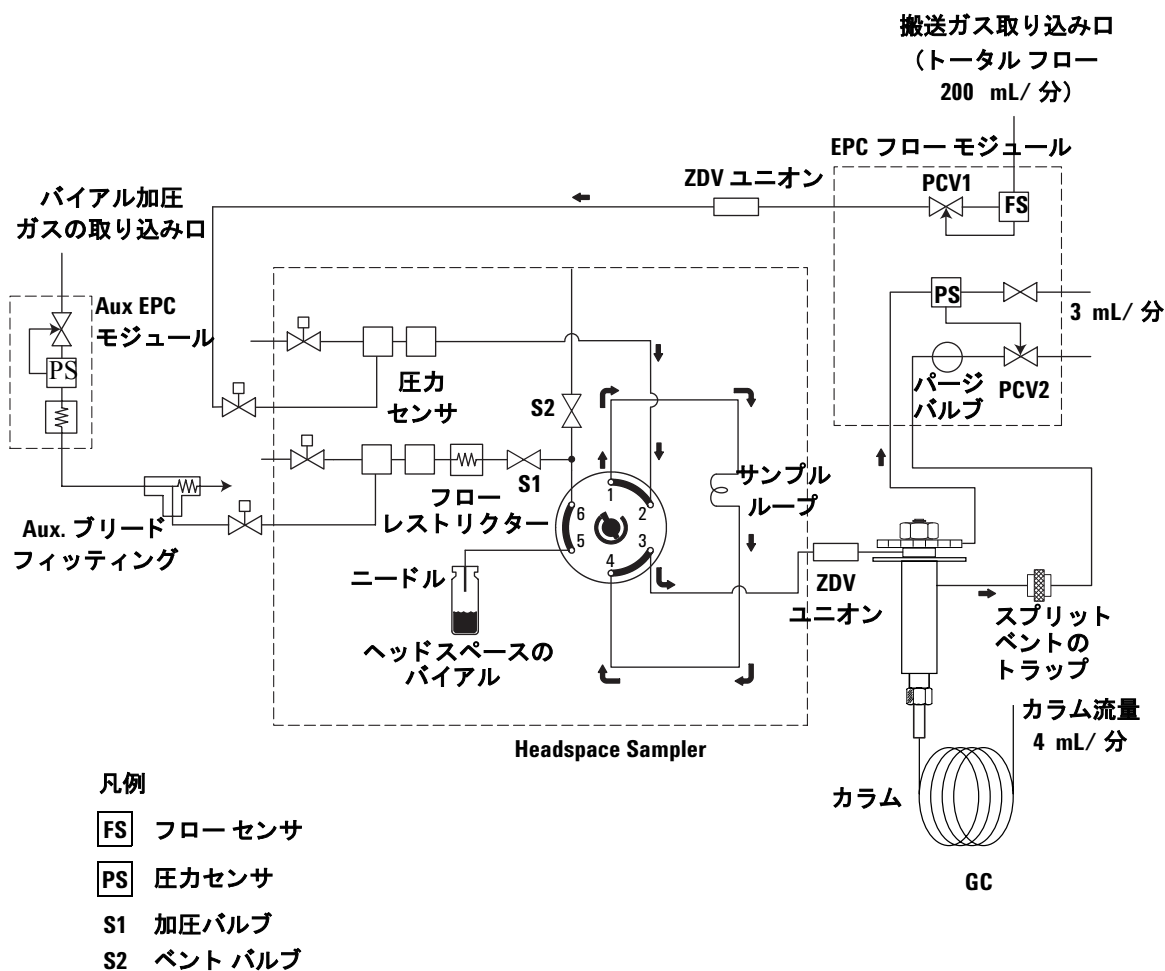 搬送ガス取り込み口
（トータル フロー
200 mL/ 分）
EPC フロー モジュール
ZDV ユニオン
PCV1
FS
バイアル加圧
ガスの取り込み口
Aux EPC
モジュール
PS
PS
3 mL/ 分
パージ
バルブ
PCV2
圧力
センサ
S2
S1
フロー
レストリクター
サンプル
ループ
1
2
3
4
5
6
Aux. ブリード
フィッティング
ニードル
ヘッドスペースの
バイアル
ZDV
ユニオン
スプリット
ベントの
トラップ
カラム流量
4 mL/ 分
カラム
GC
Headspace Sampler
凡例
FS フロー センサ
PS 圧力センサ
S1 加圧バルブ
S2 ベント バルブ